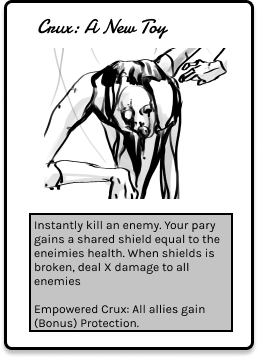 Crux: A New Toy
Instantly kill an enemy. Your pary
gains a shared shield equal to the
eneimies health. When shields is
broken, deal X damage to all
enemies
Empowered Crux: All allies gain
(Bonus) Protection.